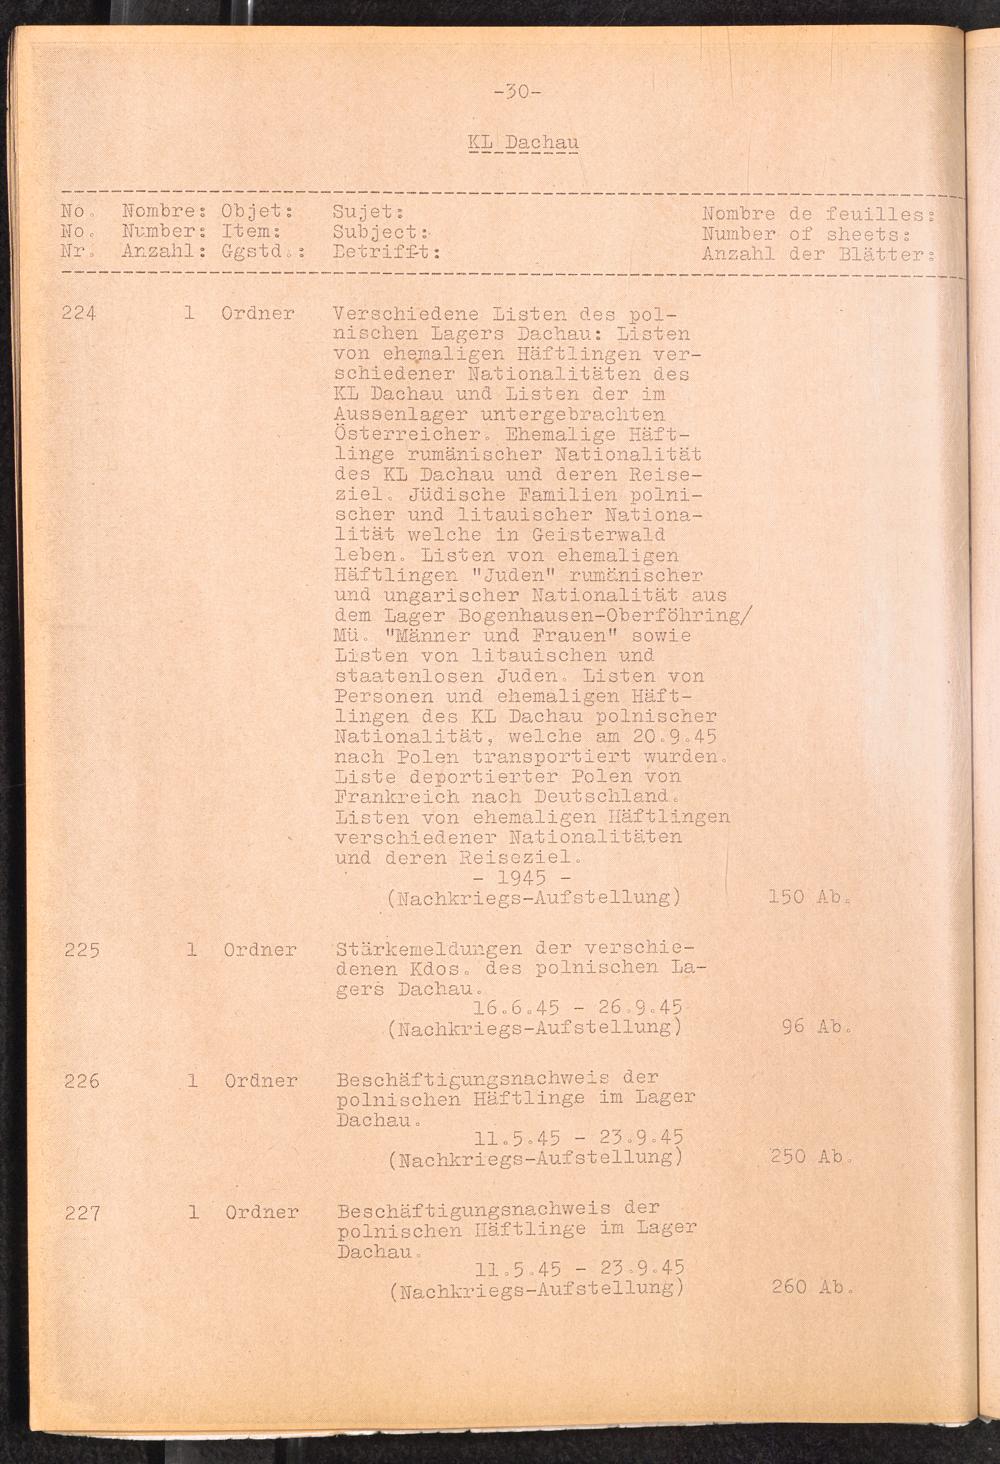 -30-
KL Dachau
No. Nombre: Objet: Sujet: Nombre de feuilles:
No. Number: Item: Subject: Number of sheets:
Nr. Anzahl: Ggstd.: Betrifft: Anzahl der Blätter:
224 1 Ordner Verschiedene Listen des pol-
nischen Lagers Dachau: Listen
von ehemaligen Häftlingen ver-
schiedener Nationalitäten des
KL Dachau und Listen der im
Aussenlager untergebrachten
Österreicher. Ehemalige Häft-
linge rumänischer Nationalität
des KL Dachau und deren Reise-
ziel. Jüdische Familien polni-
scher und litauischer Nationa-
lität welche in Geisterwald
leben. Listen von ehemaligen
Häftlingen "Juden" rumänischer
und ungarischer Nationalität aus
dem Lager Bogenhausen-Oberföhring/
Mü. "Männer und Frauen" sowie
Listen von litauischen und
staatenlosen Juden. Listen von
Personen und ehemaligen Häft-
lingen des KL Dachau polnischer
Nationalität, welche am 20.9.45
nach Polen transportiert wurden.
Liste deportierter Polen von
Frankreich nach Deutschland.
Listen von ehemaligen Häftlingen
verschiedener Nationalitäten
und deren Reiseziel.
- 1945 -
(Nachkriegs-Aufstellung) 150 Ab.
225 1 Ordner Stärkemeldungen der verschie-
denen Kdos. des polnischen La-
gers Dachau.
16.6.45 - 26.9.45
(Nachkriegs-Aufstellung) 96 Ab.
226 1 Ordner Beschäftigungsnachweis der
polnischen Häftlinge im Lager
Dachau.
11.5.45 - 23.9.45
(Nachkriegs-Aufstellung) 250 Ab.
227 1 Ordner Beschäftigungsnachweis der
polnischen Häftlinge im Lager
Dachau.
11.5.45 - 23.9.45
(Nachkriegs-Aufstellung) 260 Ab.